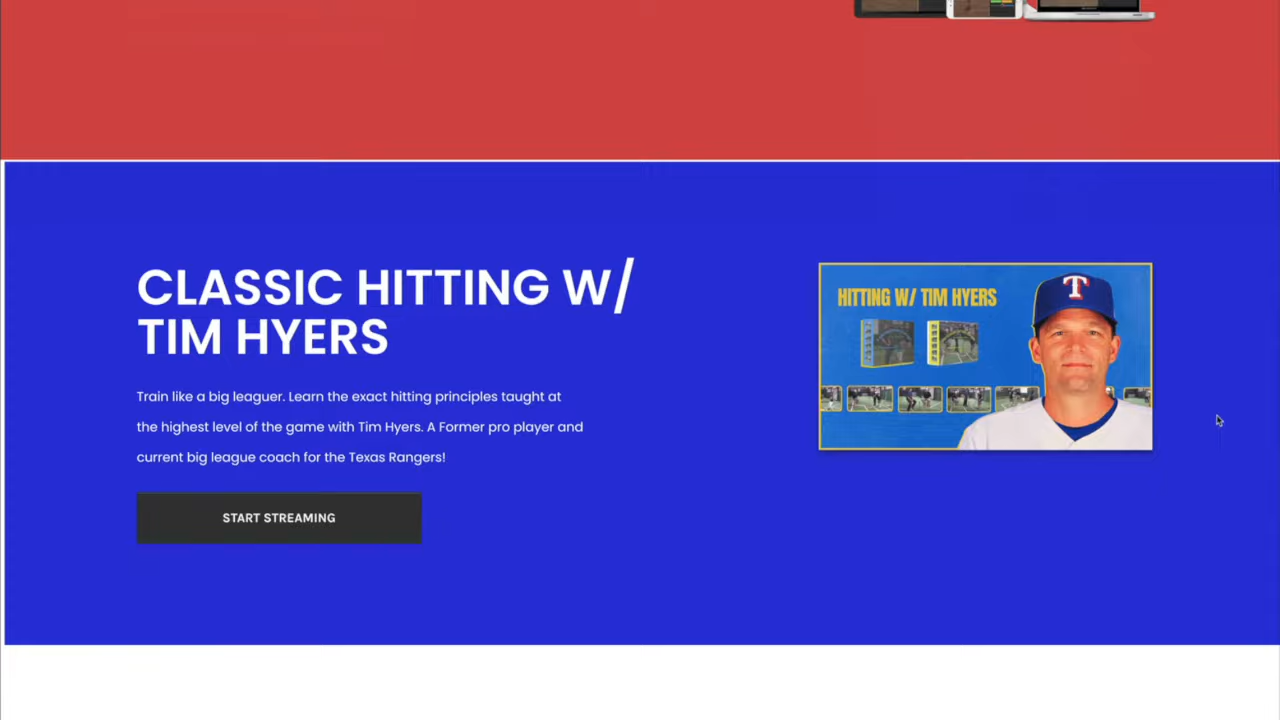 CLASSIC HITTING W/
TIM HYERS
Train like a big leaguer. Learn the exact hitting principles taught at
the highest level of the game with Tim Hyers. A Former pro player and
current big league coach for the Texas Rangers!
START STREAMING
HITTING W/ TIM HYERS
T